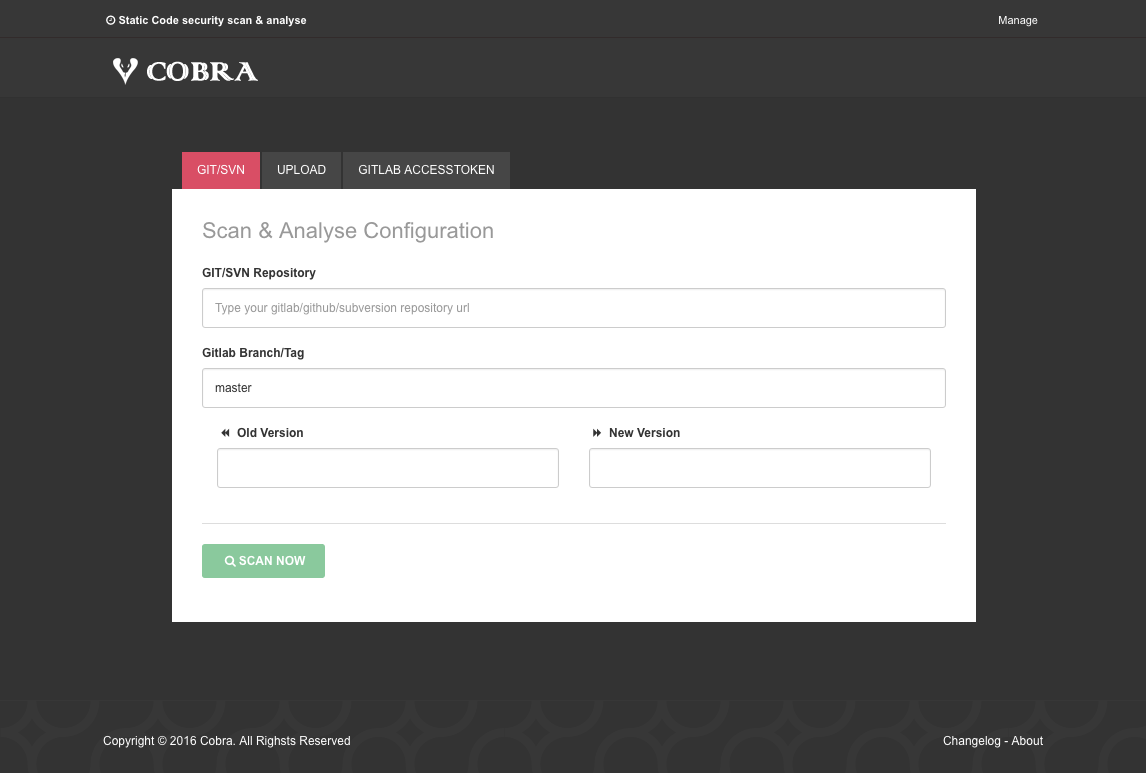 Static Code security scan & analyse
Manage
COBRA
GIT/SVN
UPLOAD
GITLAB ACCESSTOKEN
Scan & Analyse Configuration
GIT/SVN Repository
Type your gitlab/github/subversion repository url
Gitlab Branch/Tag
master
Old Version
New Version
SCAN NOW
Copyright © 2016 Cobra. All Righsts Reserved
Changelog - About